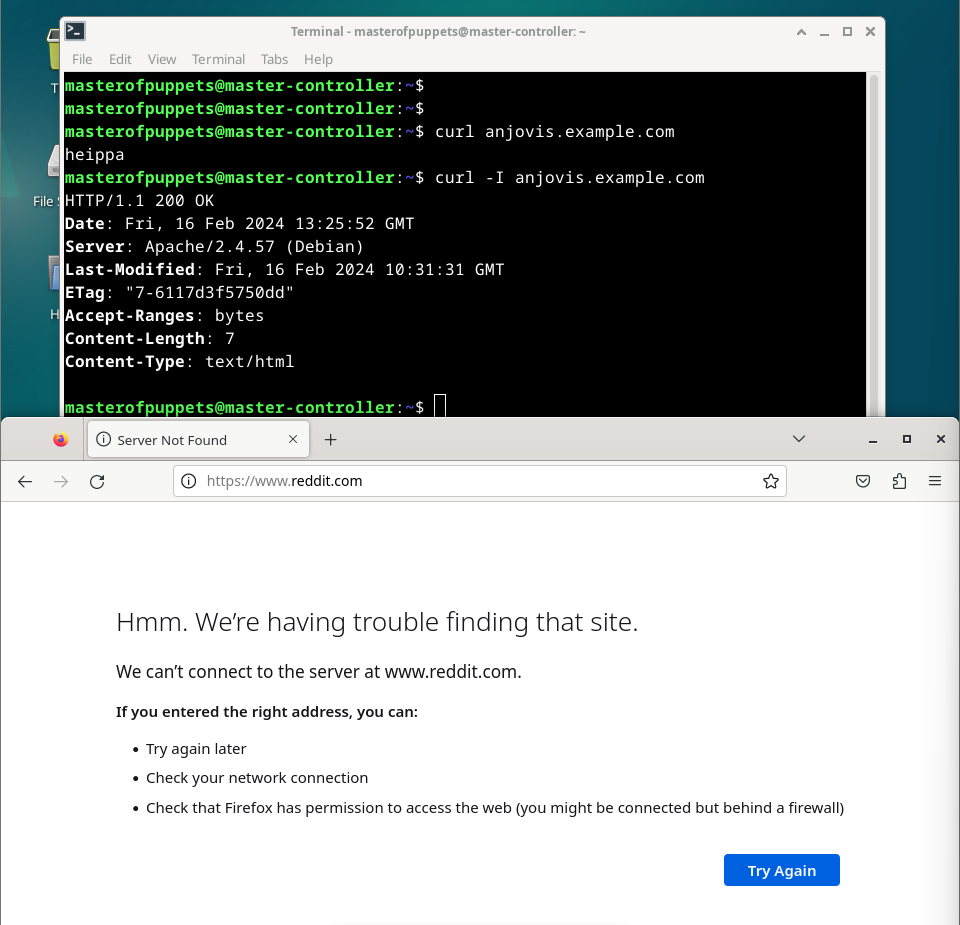 Terminal - masterofpuppets@master-controller: ~
File Edit View Terminal Tabs Help
masterofpuppets@master-controller:~$
masterofpuppets@master-controller:~$
masterofpuppets@master-controller:~$ curl anjovis.example.com
heippa
masterofpuppets@master-controller:~$ curl -I anjovis.example.com
File
HTTP/1.1 200 OK
Date: Fri, 16 Feb 2024 13:25:52 GMT
Server: Apache/2.4.57 (Debian)
Last-Modified: Fri, 16 Feb 2024 10:31:31 GMT
ETag: "7-6117d3f5750dd"
Accept-Ranges: bytes
Content-Length: 7
Content-Type: text/html
masterofpuppets@master-controller:~$
Server Not Found
https://www.reddit.com
Hmm. We’re having trouble finding that site.
We can’t connect to the server at www.reddit.com.
If you entered the right address, you can:
• Try again later
• Check your network connection
• Check that Firefox has permission to access the web (you might be connected but behind a firewall)
Try Again